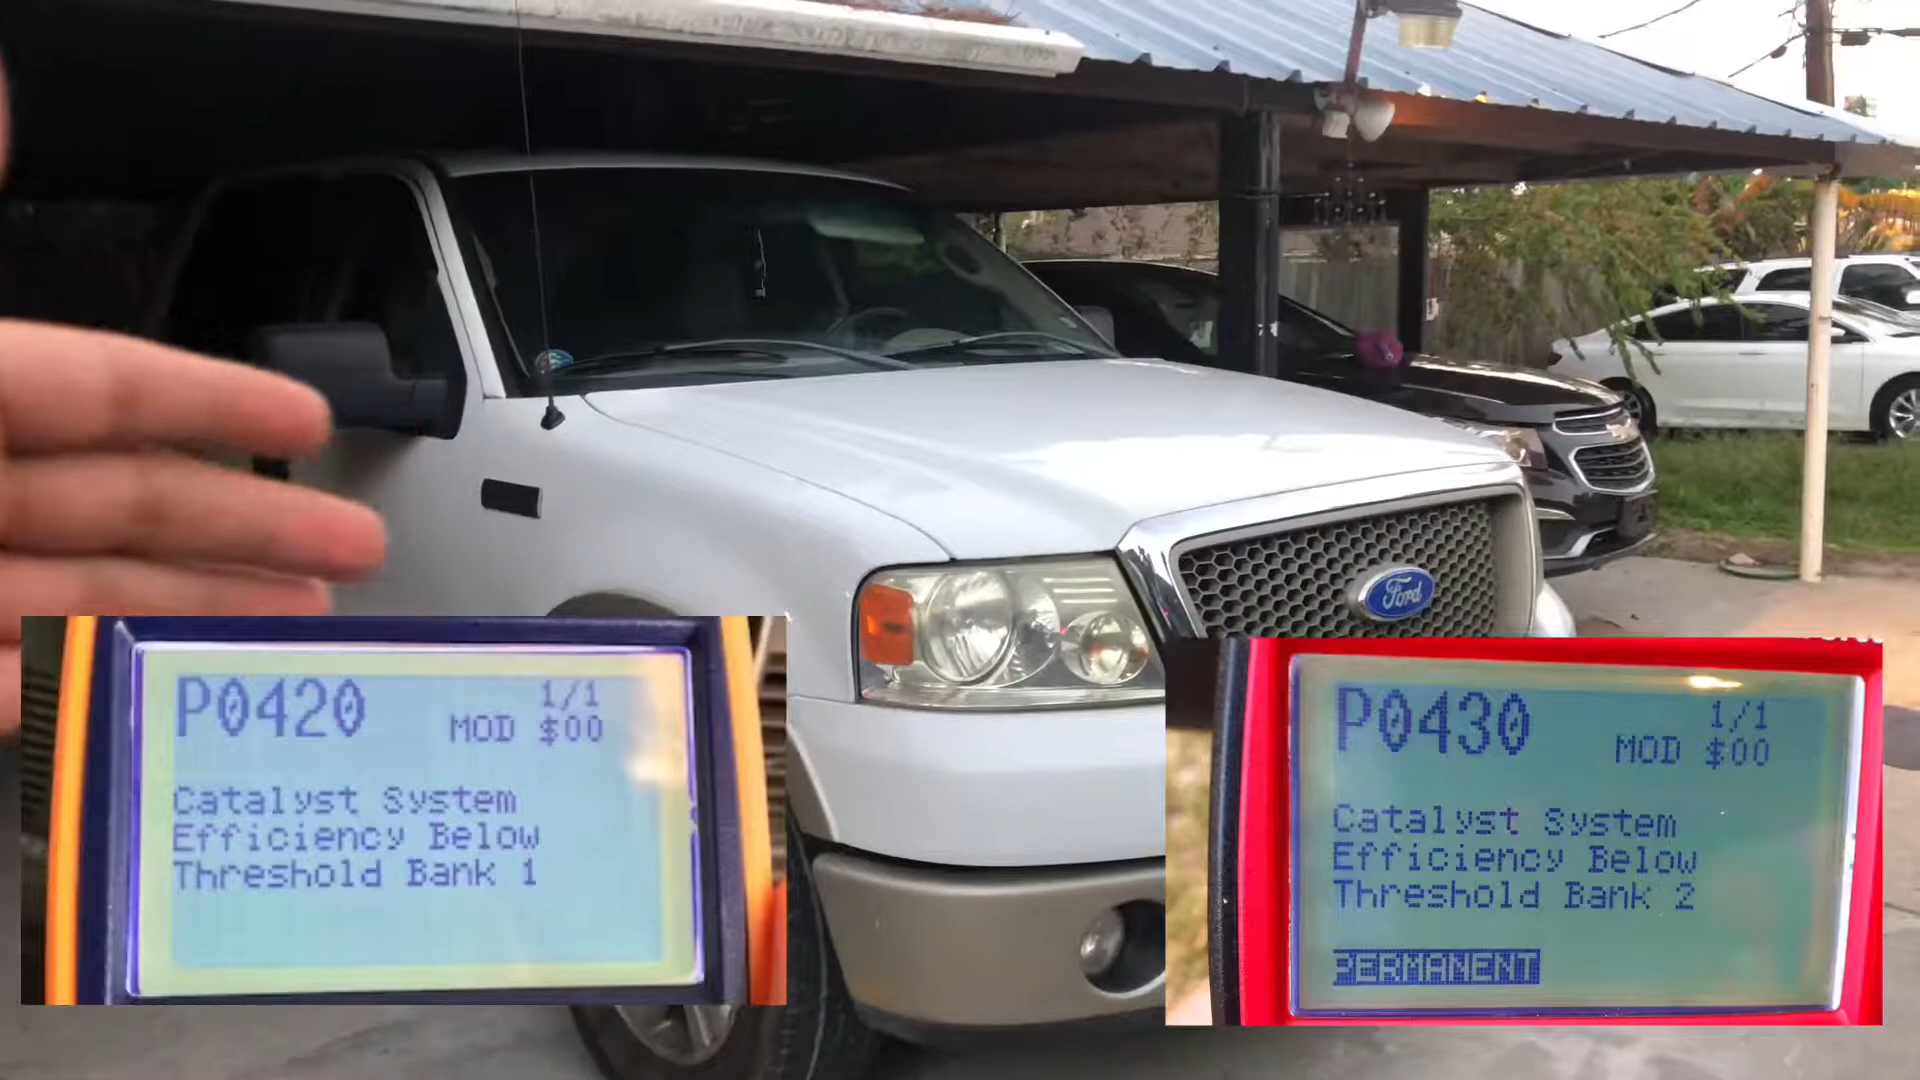 Ford
P0420
1/1
MOD $00
Catalyst System
Efficiency Below
Threshold Bank 1
P0430
1/1
MOD $00
Catalyst System
Efficiency Below
Threshold Bank 2
PERMANENT